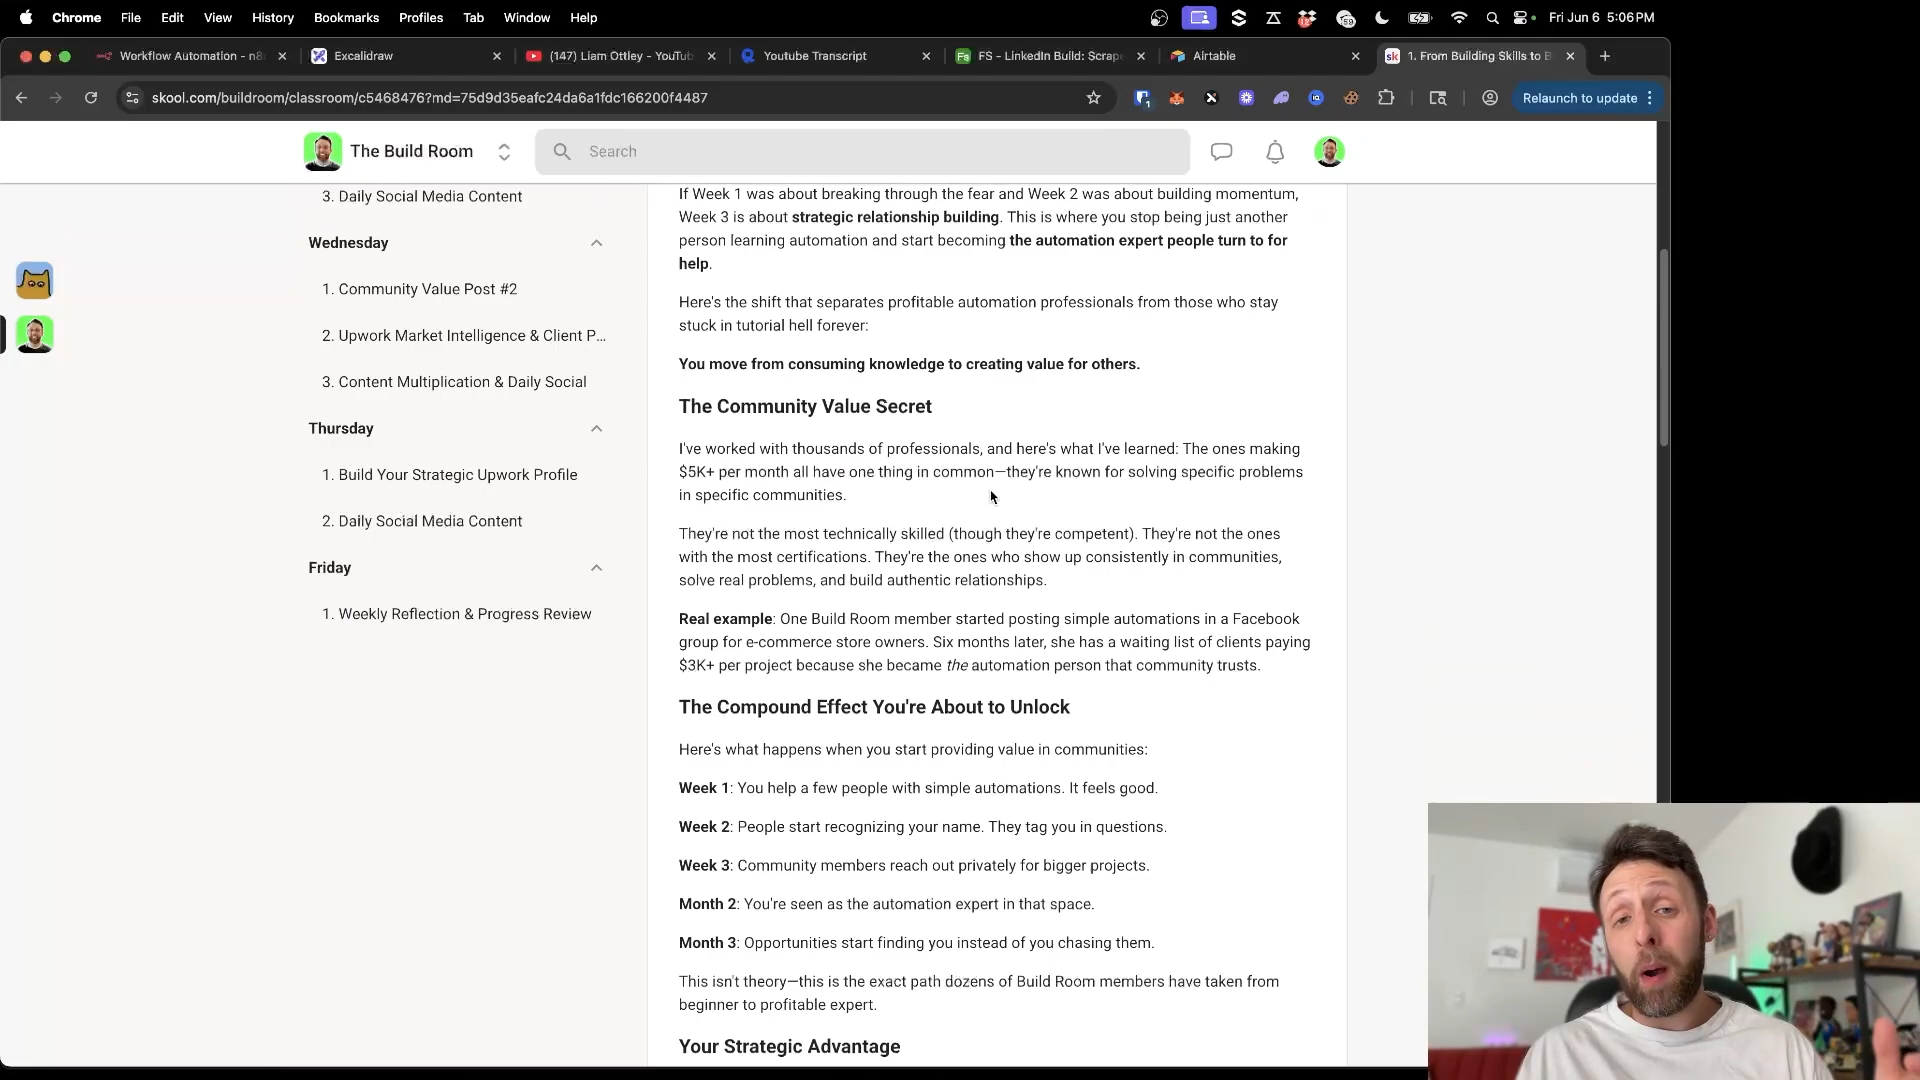 Chrome File Edit View History Bookmarks Profiles Tab Window Help Fri Jun 6 5:06 PM
Workflow Automation - n8
Excalidraw
(147) Liam Ottley - YouTub
Youtube Transcript
FS - LinkedIn Build: Scrape
Airtable
1. From Building Skills to B
skool.com/buildroom/classroom/c5468476?md=75d9d35eafc24da6a1fdc166200f4487
Relaunch to update
The Build Room
Search
3. Daily Social Media Content
Wednesday
1. Community Value Post #2
2. Upwork Market Intelligence & Client P...
3. Content Multiplication & Daily Social
Thursday
1. Build Your Strategic Upwork Profile
2. Daily Social Media Content
Friday
1. Weekly Reflection & Progress Review
If Week 1 was about breaking through the fear and Week 2 was about building momentum,
Week 3 is about strategic relationship building. This is where you stop being just another
person learning automation and start becoming the automation expert people turn to for
help.
Here's the shift that separates profitable automation professionals from those who stay
stuck in tutorial hell forever:
You move from consuming knowledge to creating value for others.
The Community Value Secret
I've worked with thousands of professionals, and here's what I've learned: The ones making
$5K+ per month all have one thing in common—they're known for solving specific problems
in specific communities.
They're not the most technically skilled (though they're competent). They're not the ones
with the most certifications. They're the ones who show up consistently in communities,
solve real problems, and build authentic relationships.
Real example: One Build Room member started posting simple automations in a Facebook
group for e-commerce store owners. Six months later, she has a waiting list of clients paying
$3K+ per project because she became the automation person that community trusts.
The Compound Effect You're About to Unlock
Here's what happens when you start providing value in communities:
Week 1: You help a few people with simple automations. It feels good.
Week 2: People start recognizing your name. They tag you in questions.
Week 3: Community members reach out privately for bigger projects.
Month 2: You're seen as the automation expert in that space.
Month 3: Opportunities start finding you instead of you chasing them.
This isn't theory—this is the exact path dozens of Build Room members have taken from
beginner to profitable expert.
Your Strategic Advantage